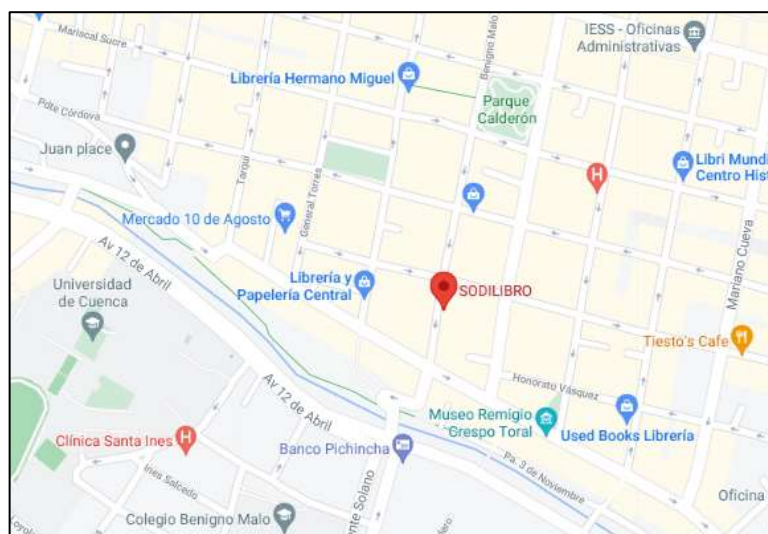 Mariscal Sucre
IESS - Oficinas
Administrativas
Benigno Malo
Librería Hermano Miguel
Parque
Calderón
Pdte Córdova
Juan place
Tarqui
General Torres
Libri Mundi
Centro Hist
Mercado 10 de Agosto
Mariano Cueva
Av 12 de Abril
Universidad
de Cuenca
Librería y
Papelería Central
SODILIBRO
Tiesto's Cafe
Honorato Vásquez
Av 12 de Abril
Museo Remigio
Crespo Toral
Used Books Librería
Clínica Santa Ines
H
H
Banco Pichincha
Pa. 3 de Noviembre
Ines Salcedo
Colegio Benigno Malo
nte Solano
Oficina
Loyol